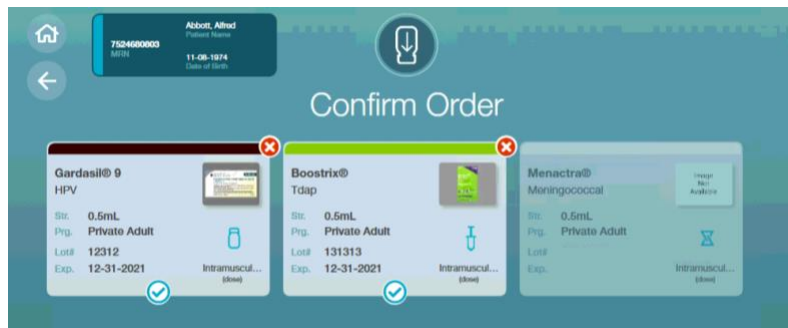 Abbott, Alfred
Patient Name
7524680803
MRN
11-08-1974
Date of Birth
Confirm Order
Gardasil® 9
HPV
Str. 0.5mL
Prg. Private Adult
Lot# 12312
Exp. 12-31-2021
Intramuscul...
(dose)
Boostrix®
Tdap
Str. 0.5mL
Prg. Private Adult
Lot# 131313
Exp. 12-31-2021
Intramuscul...
(dose)
Menactra®
Meningococcal
Image
Not
Available
Str. 0.5mL
Prg. Private Adult
Lot#
Exp.
Intramuscul...
(dose)